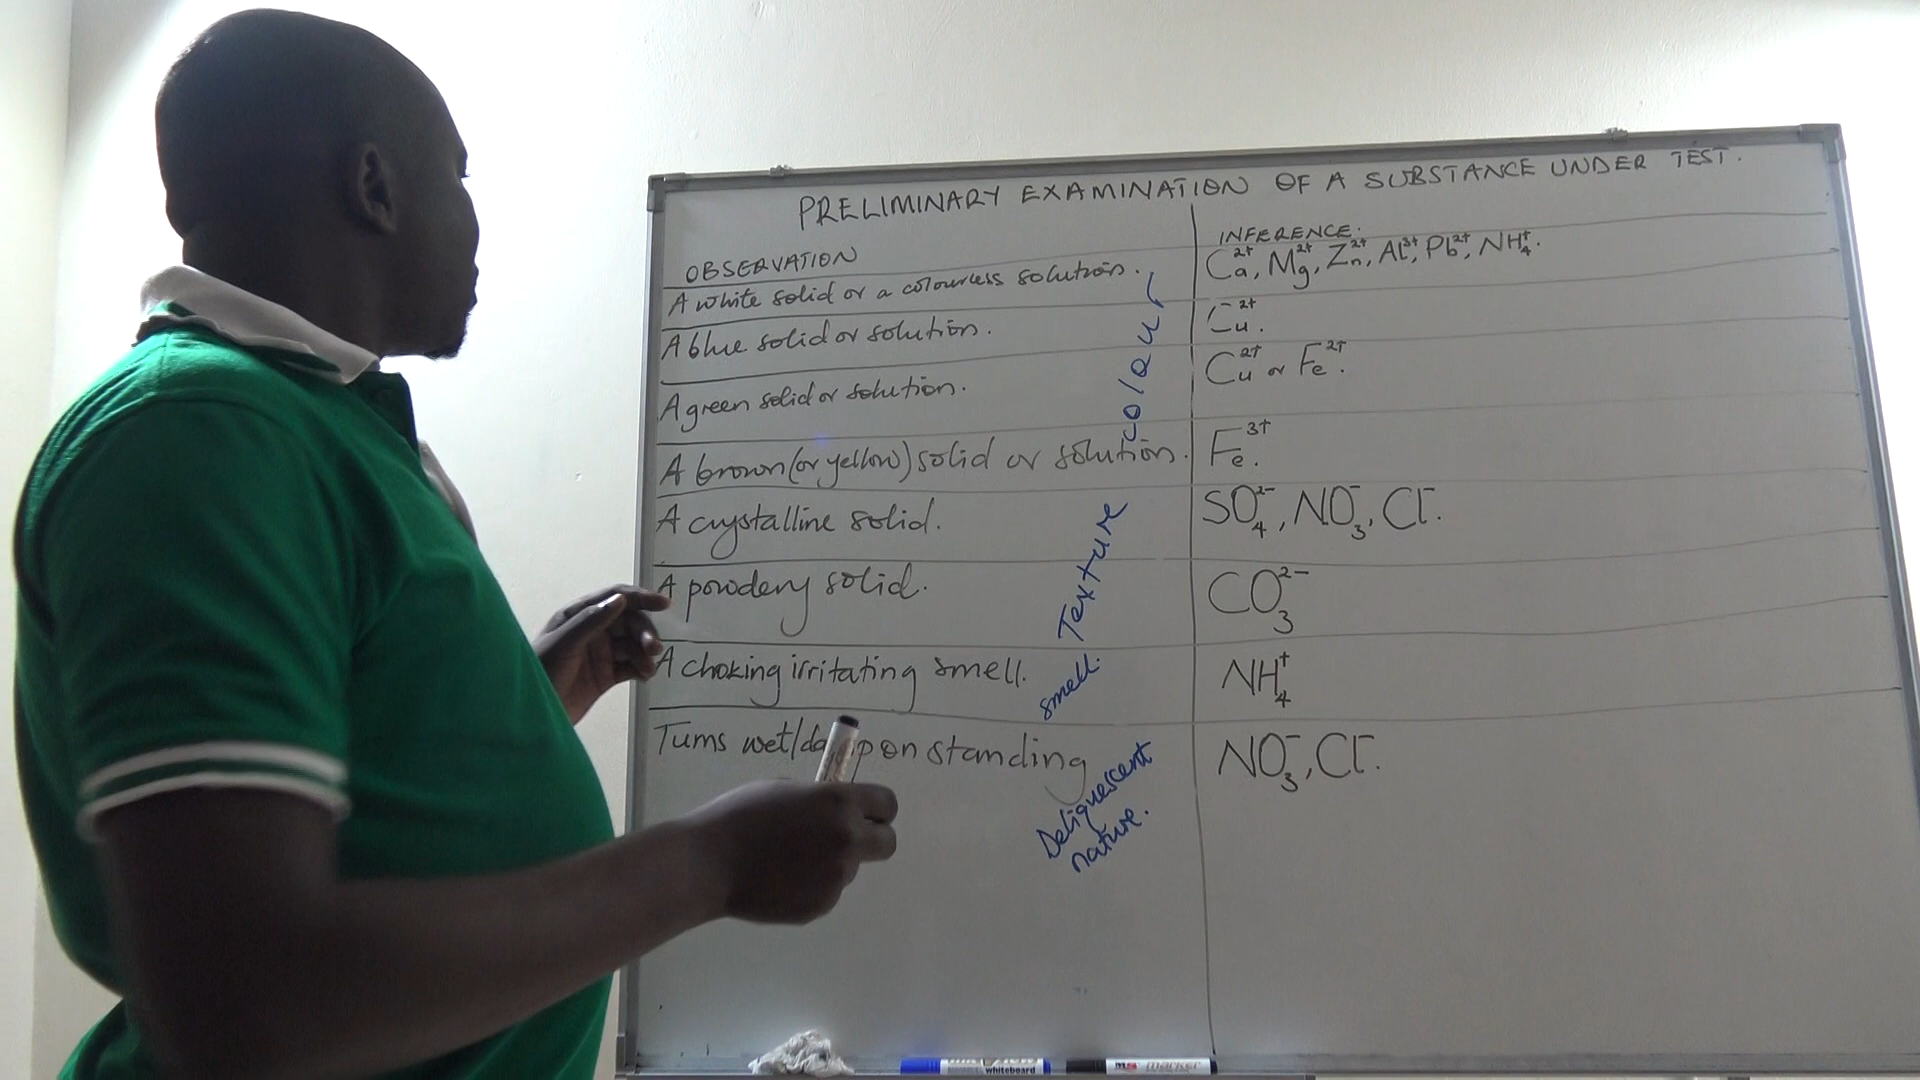 PRELIMINARY EXAMINATION OF A SUBSTANCE UNDER TEST.
OBSERVATION
INFERENCE.
A white solid or a colourless solution.
Ca²⁺, Mg²⁺, Zn²⁺, Al³⁺, Pb²⁺, NH₄⁺.
A blue solid or solution.
Cu²⁺.
A green solid or solution.
Cu²⁺ or Fe²⁺.
A brown (or yellow) solid or solution.
Fe³⁺.
colour
A crystalline solid.
SO₄²⁻, NO₃⁻, Cl⁻.
A powdery solid.
CO₃²⁻
Texture
A choking irritating smell.
smell.
NH₄⁺
Turns wet/ on standing
NO₃⁻, Cl⁻.
Deliquescent
nature.
whiteboard
marker